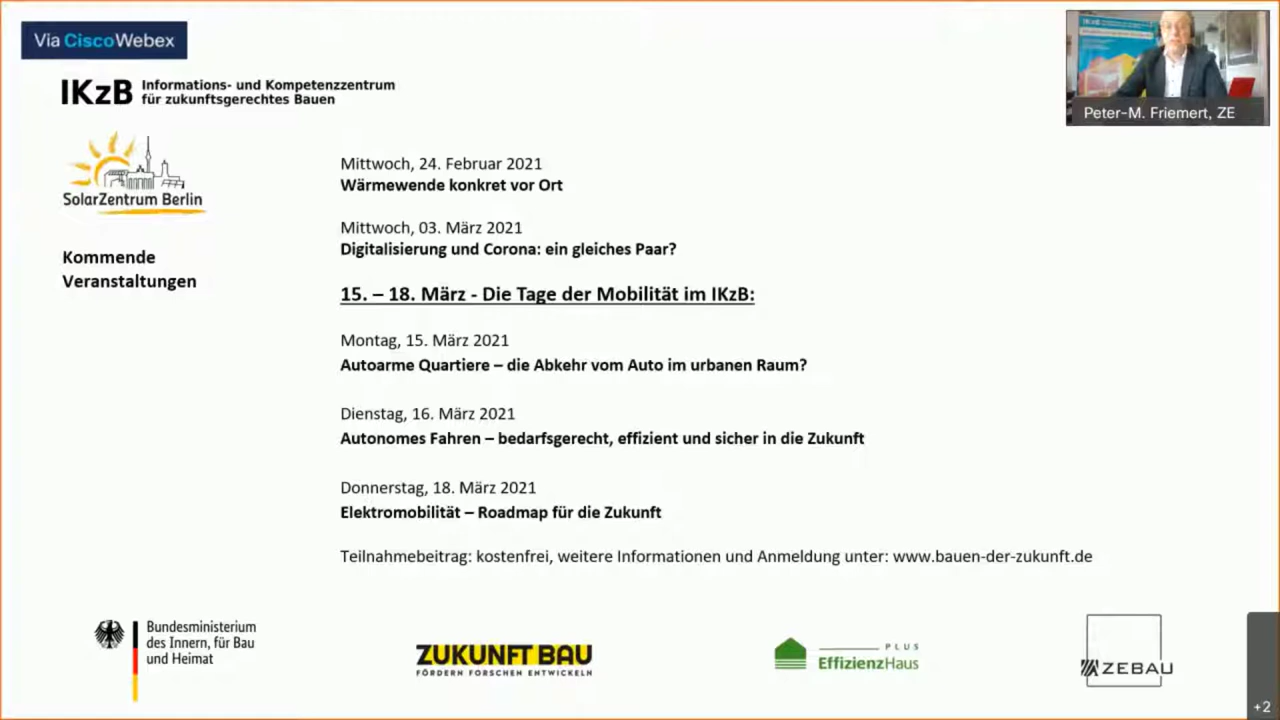 Via CiscoWebex
IKzB Informations- und Kompetenzzentrum
für zukunftsgerechtes Bauen
SolarZentrum Berlin
Kommende
Veranstaltungen
Mittwoch, 24. Februar 2021
Wärmewende konkret vor Ort
Mittwoch, 03. März 2021
Digitalisierung und Corona: ein gleiches Paar?
15. – 18. März - Die Tage der Mobilität im IKzB:
Montag, 15. März 2021
Autoarme Quartiere – die Abkehr vom Auto im urbanen Raum?
Dienstag, 16. März 2021
Autonomes Fahren – bedarfsgerecht, effizient und sicher in die Zukunft
Donnerstag, 18. März 2021
Elektromobilität – Roadmap für die Zukunft
Teilnahmebeitrag: kostenfrei, weitere Informationen und Anmeldung unter: www.bauen-der-zukunft.de
Peter-M. Friemert, ZE
Bundesministerium
des Innern, für Bau
und Heimat
ZUKUNFT BAU
FÖRDERN FORSCHEN ENTWICKELN
PLUS
EffizienzHaus
ZEBAU
+2